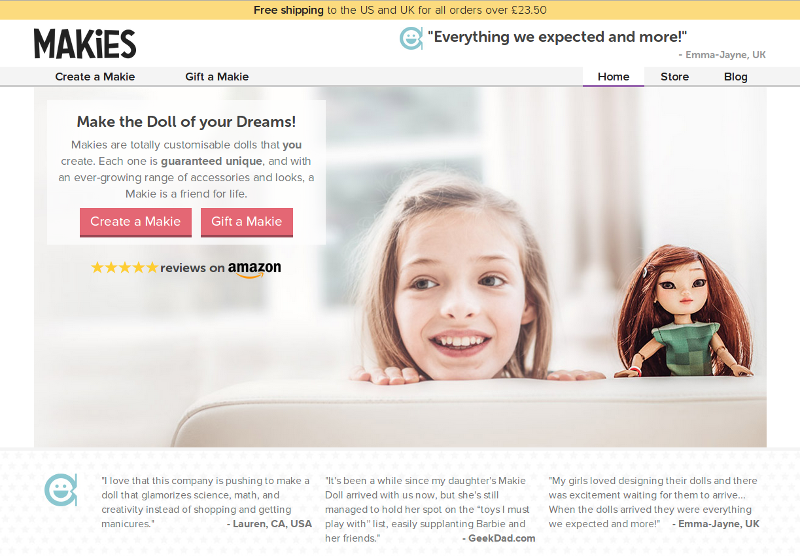 Free shipping to the US and UK for all orders over £23.50
MAKiES
"Everything we expected and more!"
- Emma-Jayne, UK
Create a Makie
Gift a Makie
Home
Store
Blog
Make the Doll of your Dreams!
Makies are totally customisable dolls that you
create. Each one is guaranteed unique, and with
an ever-growing range of accessories and looks, a
Makie is a friend for life.
Create a Makie
Gift a Makie
reviews on amazon
"I love that this company is pushing to make a
doll that glamorizes science, math, and
creativity instead of shopping and getting
manicures."
- Lauren, CA, USA
"It's been a while since my daughter's Makie
Doll arrived with us now, but she's still
managed to hold her spot on the "toys I must
play with" list, easily supplanting Barbie and
her friends."
- GeekDad.com
"My girls loved designing their dolls and there
was excitement waiting for them to arrive...
When the dolls arrived they were everything
we expected and more!"
- Emma-Jayne, UK